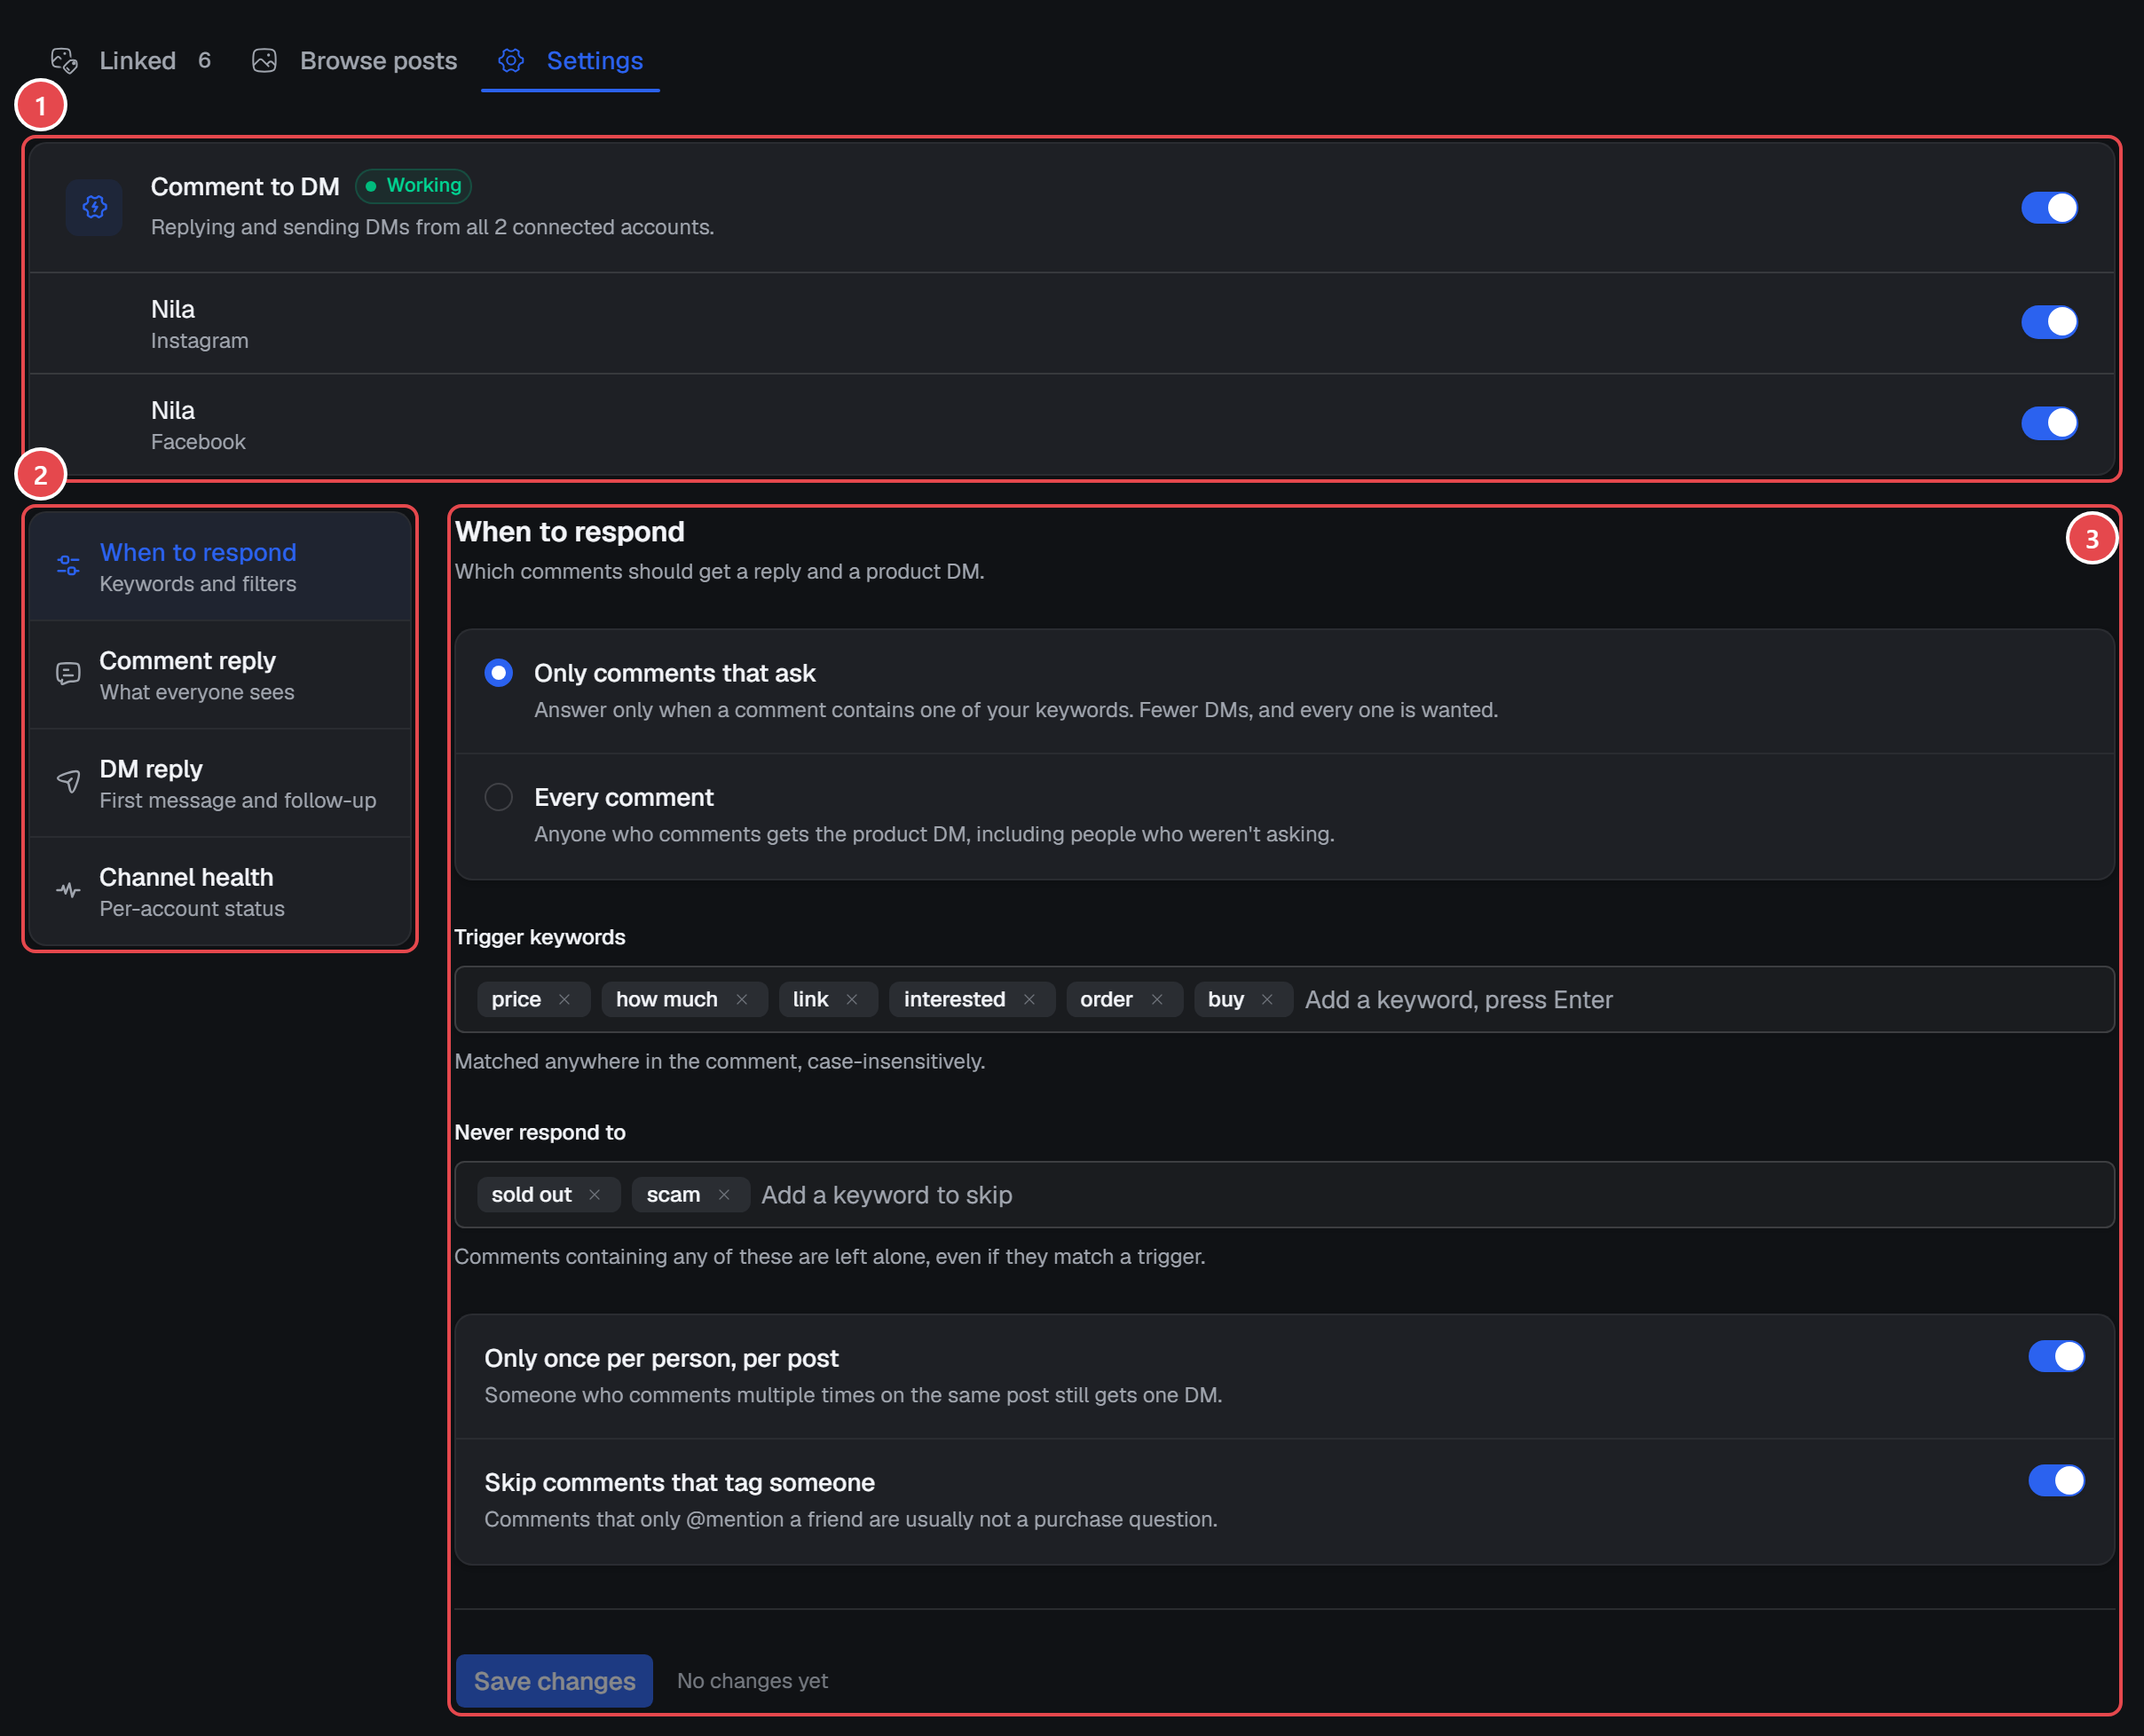 Linked 6 Browse posts Settings
1
Comment to DM Working
Replying and sending DMs from all 2 connected accounts.
Nila
Instagram
Nila
Facebook
2
When to respond
Keywords and filters
Comment reply
What everyone sees
DM reply
First message and follow-up
Channel health
Per-account status
3
When to respond
Which comments should get a reply and a product DM.
Only comments that ask
Answer only when a comment contains one of your keywords. Fewer DMs, and every one is wanted.
Every comment
Anyone who comments gets the product DM, including people who weren't asking.
Trigger keywords
price how much link interested order buy Add a keyword, press Enter
Matched anywhere in the comment, case-insensitively.
Never respond to
sold out scam Add a keyword to skip
Comments containing any of these are left alone, even if they match a trigger.
Only once per person, per post
Someone who comments multiple times on the same post still gets one DM.
Skip comments that tag someone
Comments that only @mention a friend are usually not a purchase question.
Save changes No changes yet